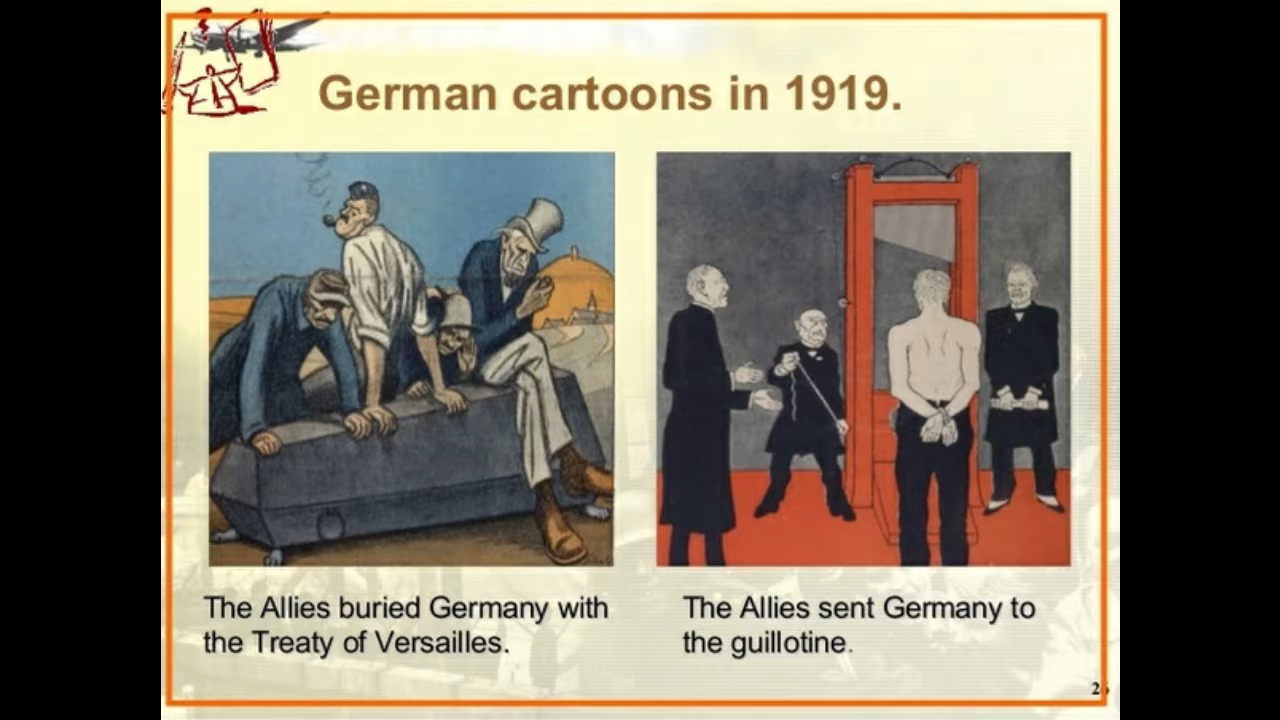 German cartoons in 1919.
The Allies buried Germany with
the Treaty of Versailles.
The Allies sent Germany to
the guillotine.